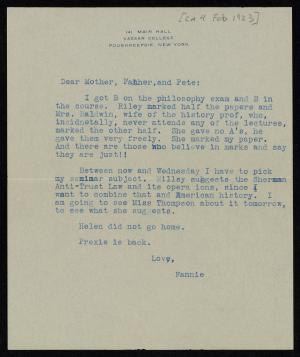 [ca. 4 Feb 1923]
141 MAIN HALL
VASSAR COLLEGE
POUGHKEEPSIE, NEW YORK
Dear Mother, Father, and Pete:
I got B on the philosophy exam and B in
the course. Riley marked half the papers and
Mrs. Baldwin, wife of the history prof, who,
incidnetally, never attends any of the lectures,
marked the other half. She gave no A's, he
gave them very freely. She marked my paper.
And there are those who believe in marks and say
they are just!!
Between now and Wednesday I have to pick
my seminar subject. Millsy suggests the Sherman
Anti-Trust Law and its opera ions, since I
want to combine that and American history. I
am going to see Miss Thompson about it tomorrow,
to see what she suggests.
Helen did not go home.
Prexie is back.
Love,
Fannie